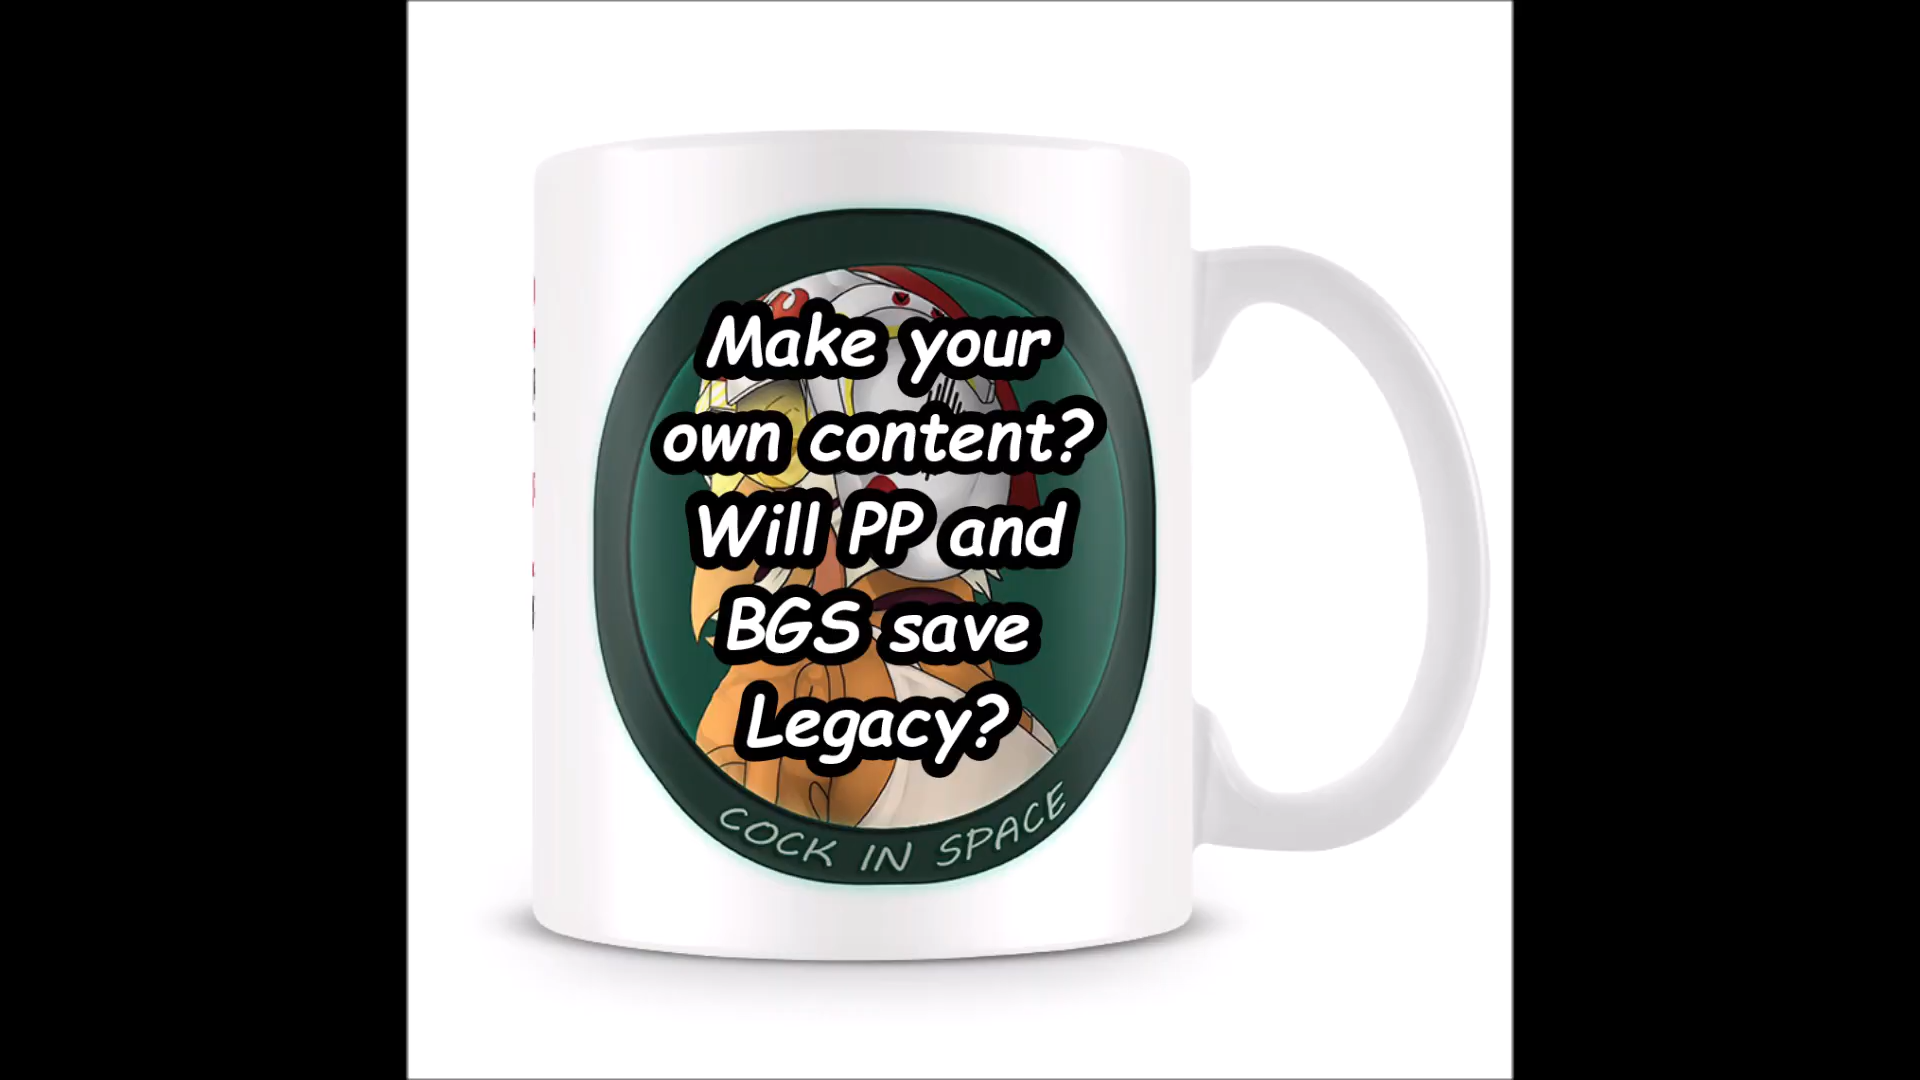 Make your
own content?
Will PP and
BGS save
Legacy?
COCK IN SPACE